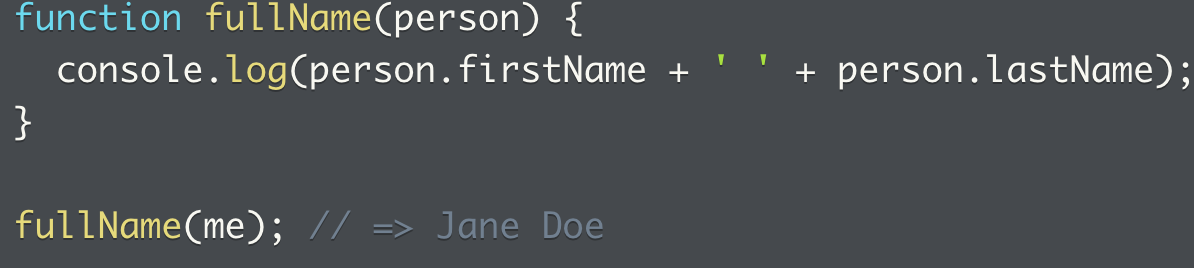 function fullName(person) {
  console.log(person.firstName + ' ' + person.lastName);
}
fullName(me); // => Jane Doe